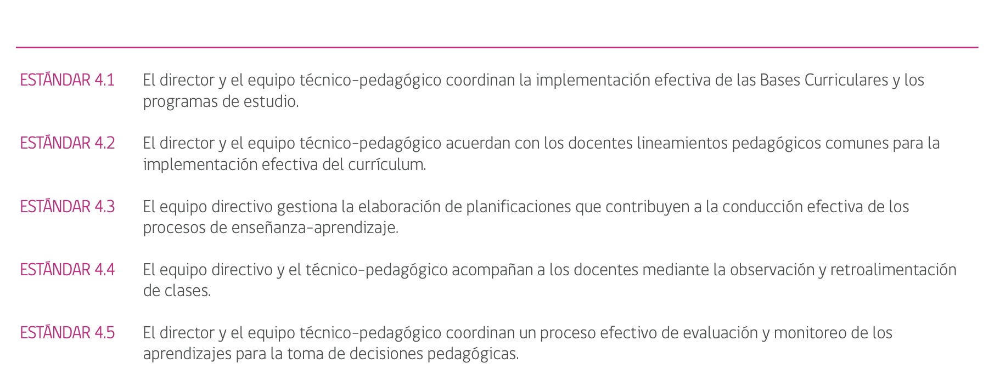 ESTÁNDAR 4.1 El director y el equipo técnico-pedagógico coordinan la implementación efectiva de las Bases Curriculares y los
programas de estudio.
ESTÁNDAR 4.2 El director y el equipo técnico-pedagógico acuerdan con los docentes lineamientos pedagógicos comunes para la
implementación efectiva del currículum.
ESTÁNDAR 4.3 El equipo directivo gestiona la elaboración de planificaciones que contribuyen a la conducción efectiva de los
procesos de enseñanza-aprendizaje.
ESTÁNDAR 4.4 El equipo directivo y el técnico-pedagógico acompañan a los docentes mediante la observación y retroalimentación
de clases.
ESTÁNDAR 4.5 El director y el equipo técnico-pedagógico coordinan un proceso efectivo de evaluación y monitoreo de los
aprendizajes para la toma de decisiones pedagógicas.